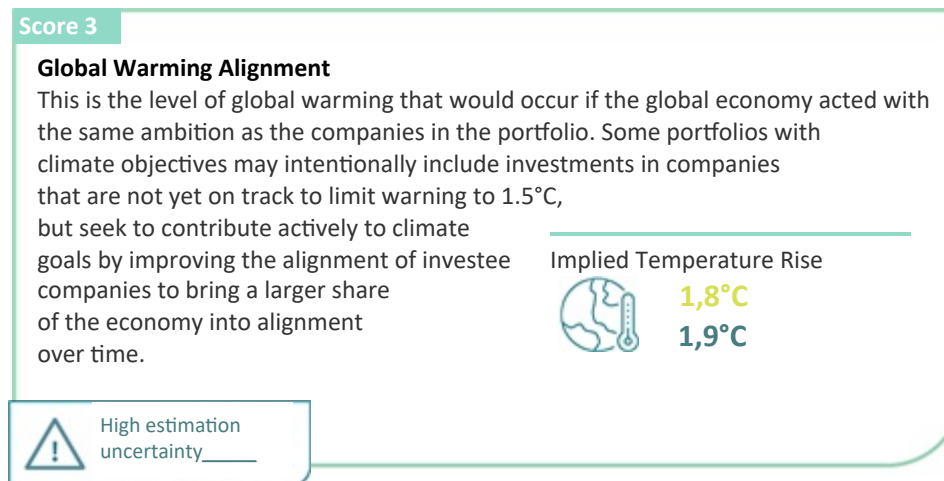 Score 3
Global Warming Alignment
This is the level of global warming that would occur if the global economy acted with
the same ambition as the companies in the portfolio. Some portfolios with
climate objectives may intentionally include investments in companies
that are not yet on track to limit warning to 1.5°C,
but seek to contribute actively to climate
goals by improving the alignment of investee
companies to bring a larger share
of the economy into alignment
over time.
Implied Temperature Rise
1,8°C
1,9°C
High estimation
uncertainty_____